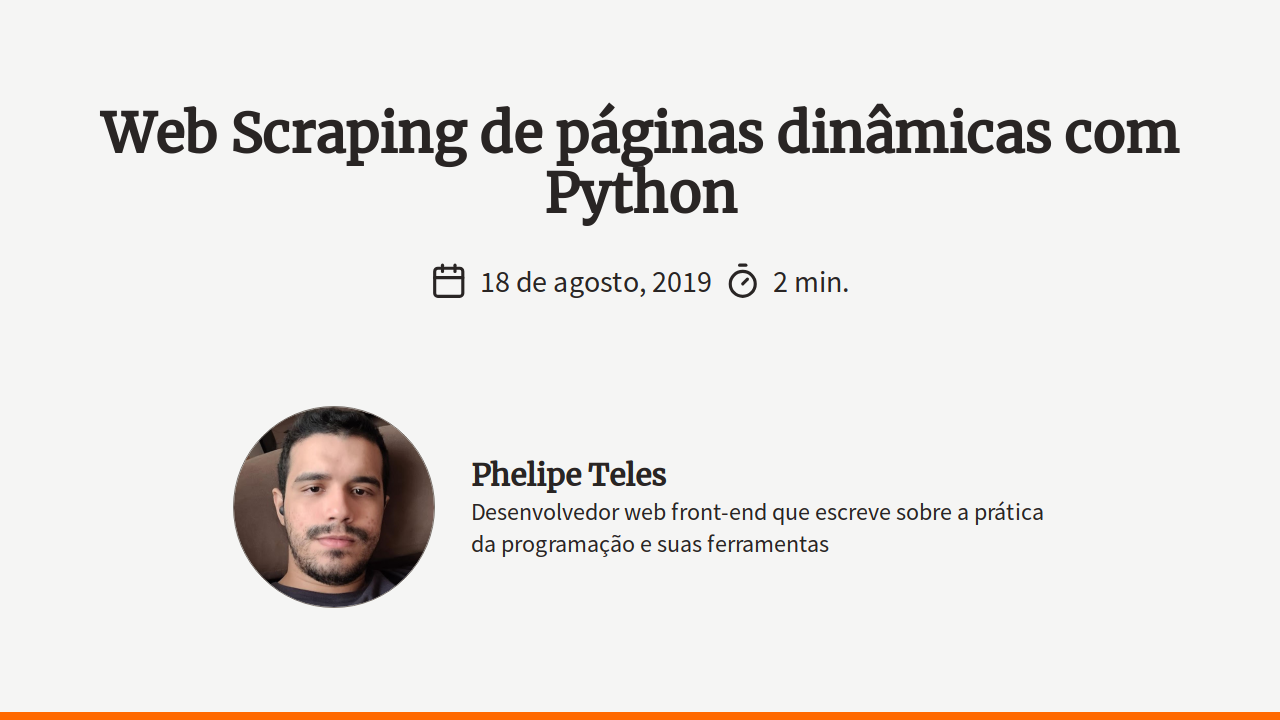 Web Scraping de páginas dinâmicas com
Python
18 de agosto, 2019 2 min.
Phelipe Teles
Desenvolvedor web front-end que escreve sobre a prática
da programação e suas ferramentas